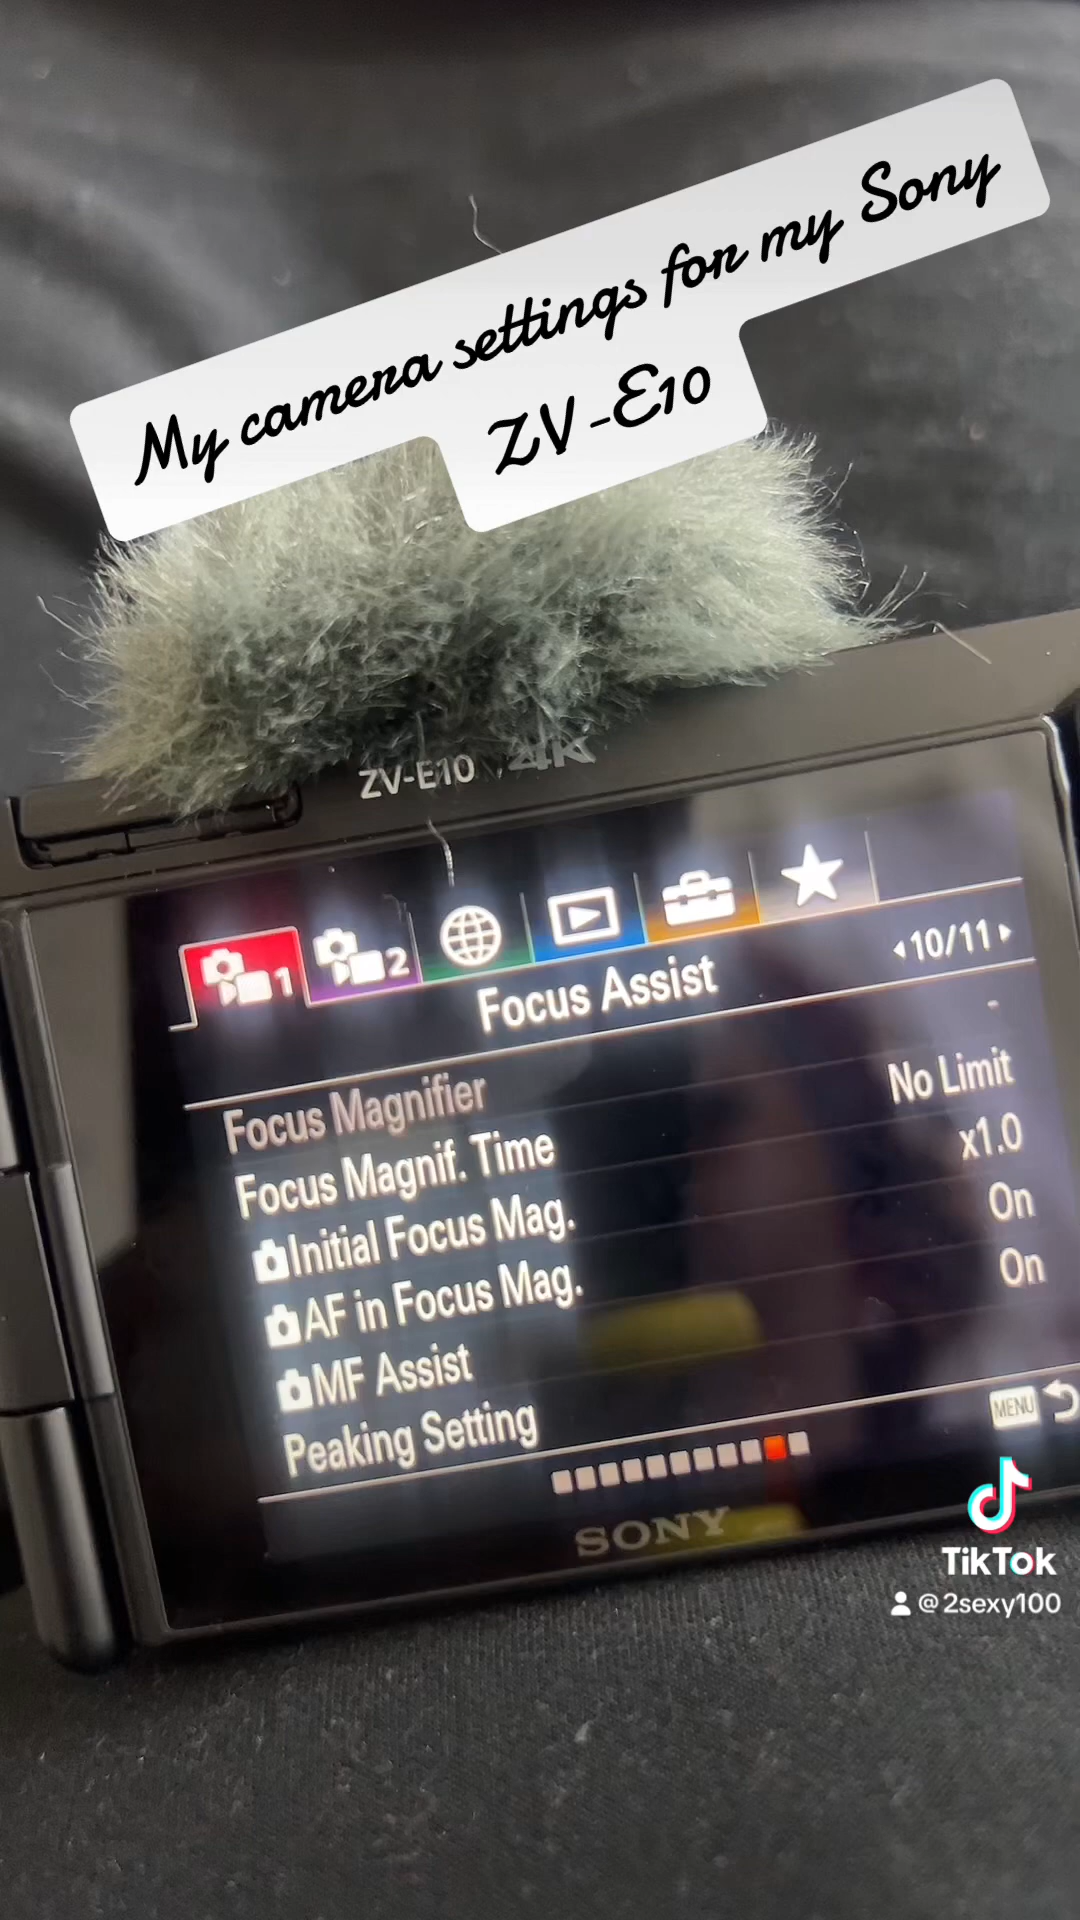 My camera settings for my Sony
ZV-E10
ZV-E10 4K
1 2
Focus Assist
◂10/11▸
Focus Magnifier -
Focus Magnif. Time No Limit
Initial Focus Mag. x1.0
AF in Focus Mag. On
MF Assist On
Peaking Setting
MENU
SONY
TikTok
@2sexy100